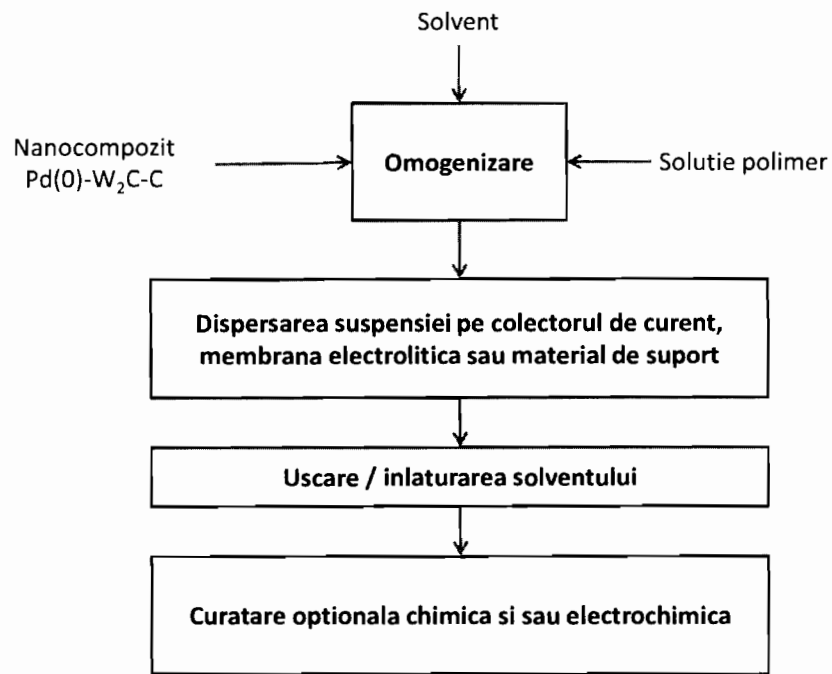 Solvent
Nanocompozit
Pd(0)-W₂C-C
Omogenizare
Solutie polimer
Dispersarea suspensiei pe colectorul de curent,
membrana electrolitica sau material de suport
Uscare / inlaturarea solventului
Curatare optionala chimica si sau electrochimica